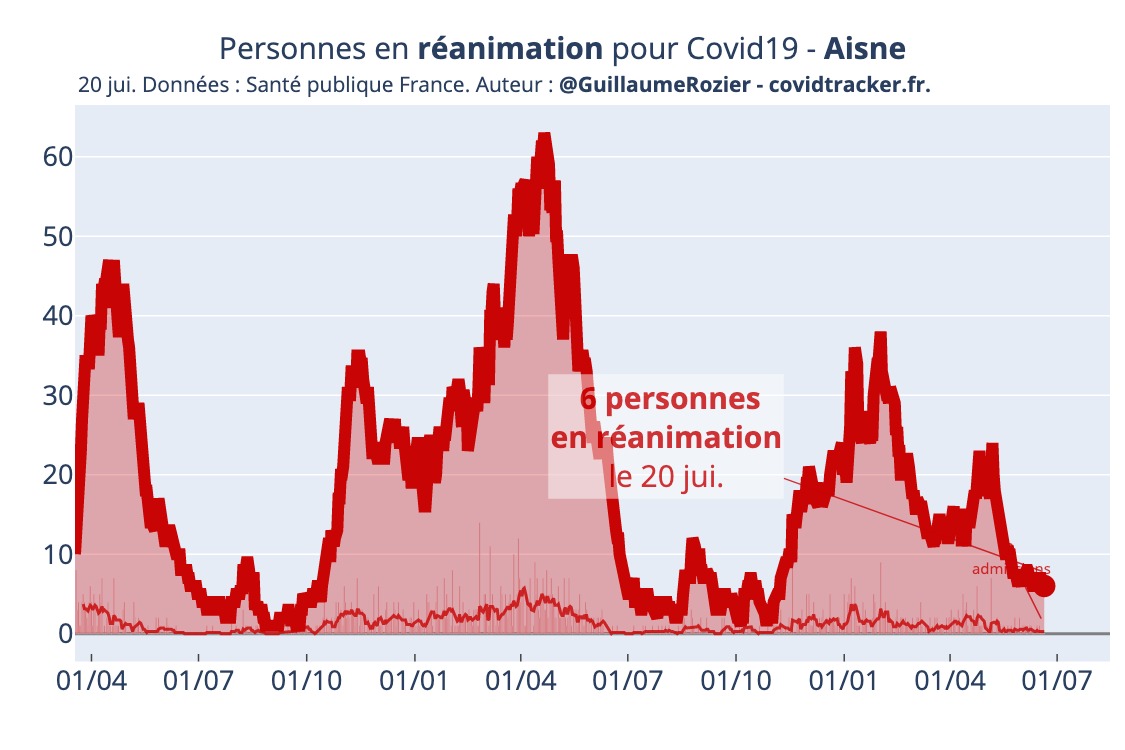 Personnes en réanimation pour Covid19 - Aisne
20 jui. Données : Santé publique France. Auteur : @GuillaumeRozier - covidtracker.fr.
60
50
40
30
20
10
0
6 personnes
en réanimation
le 20 jui.
admissions
01/04 01/07 01/10 01/01 01/04 01/07 01/10 01/01 01/04 01/07